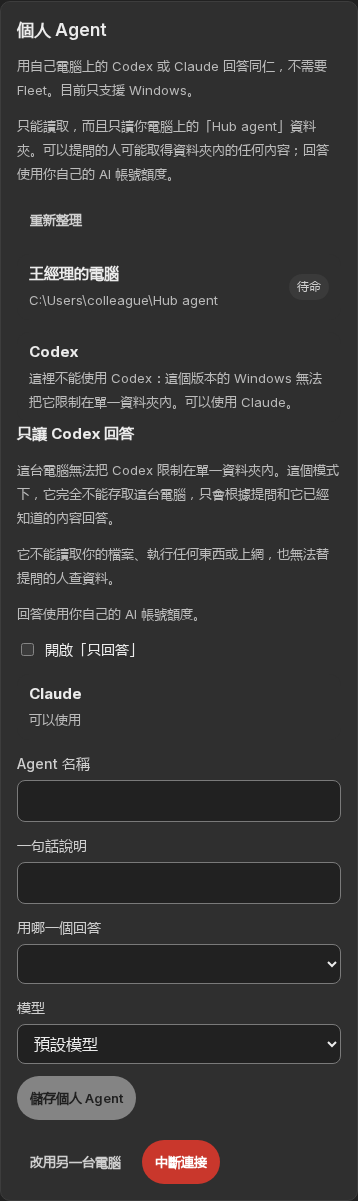 個人 Agent
用自己電腦上的 Codex 或 Claude 回答同仁，不需要
Fleet。目前只支援 Windows。
只能讀取，而且只讀你電腦上的「Hub agent」資料
夾。可以提問的人可能取得資料夾內的任何內容；回答
使用你自己的 AI 帳號額度。
重新整理
王經理的電腦
C:\Users\colleague\Hub agent
待命
Codex
這裡不能使用 Codex：這個版本的 Windows 無法
把它限制在單一資料夾內。可以使用 Claude。
只讓 Codex 回答
這台電腦無法把 Codex 限制在單一資料夾內。這個模式
下，它完全不能存取這台電腦，只會根據提問和它已經
知道的內容回答。
它不能讀取你的檔案、執行任何東西或上網，也無法替
提問的人查資料。
回答使用你自己的 AI 帳號額度。
開啟「只回答」
Claude
可以使用
Agent 名稱
一句話說明
用哪一個回答
模型
預設模型
儲存個人 Agent
改用另一台電腦
中斷連接